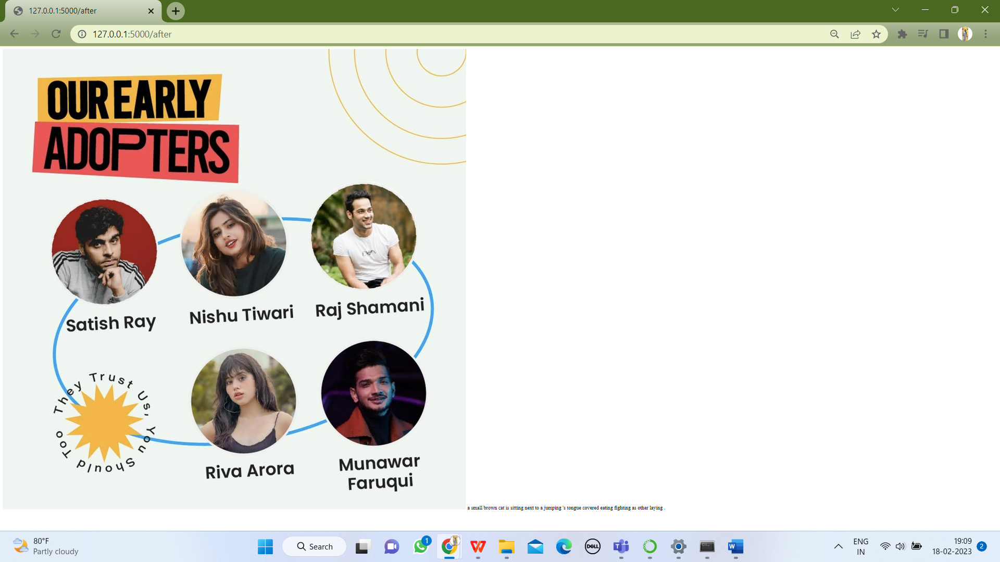 127.0.0.1:5000/after
127.0.0.1:5000/after
OUR EARLY
ADOPTERS
Satish Ray
Nishu Tiwari
Raj Shamani
They Trust Us, You Should Too
Riva Arora
Munawar
Faruqui
a small brown cat is sitting next to a jumping 's tongue covered eating fighting as other laying .
80°F
Partly cloudy
Search
1
DELL
ENG
IN
19:09
18-02-2023
2